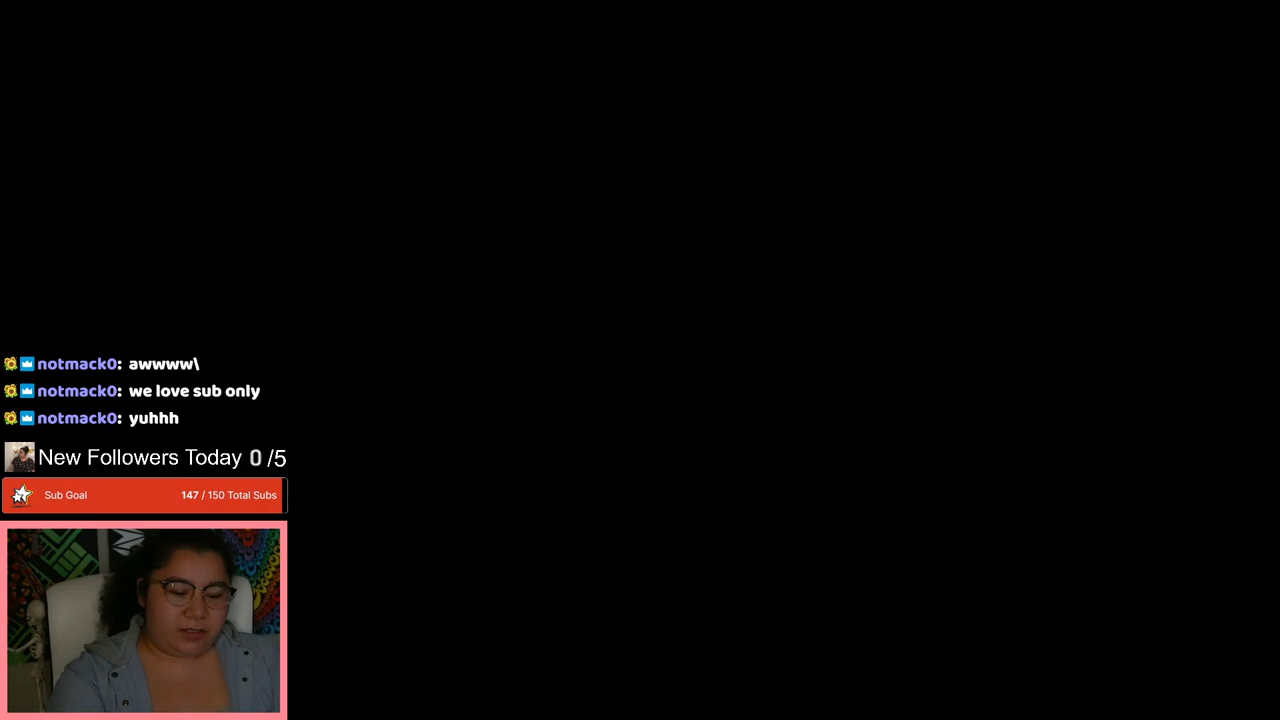 notmack0: awwww\
notmack0: we love sub only
notmack0: yuhhh
New Followers Today 0 /5
Sub Goal 147 / 150 Total Subs